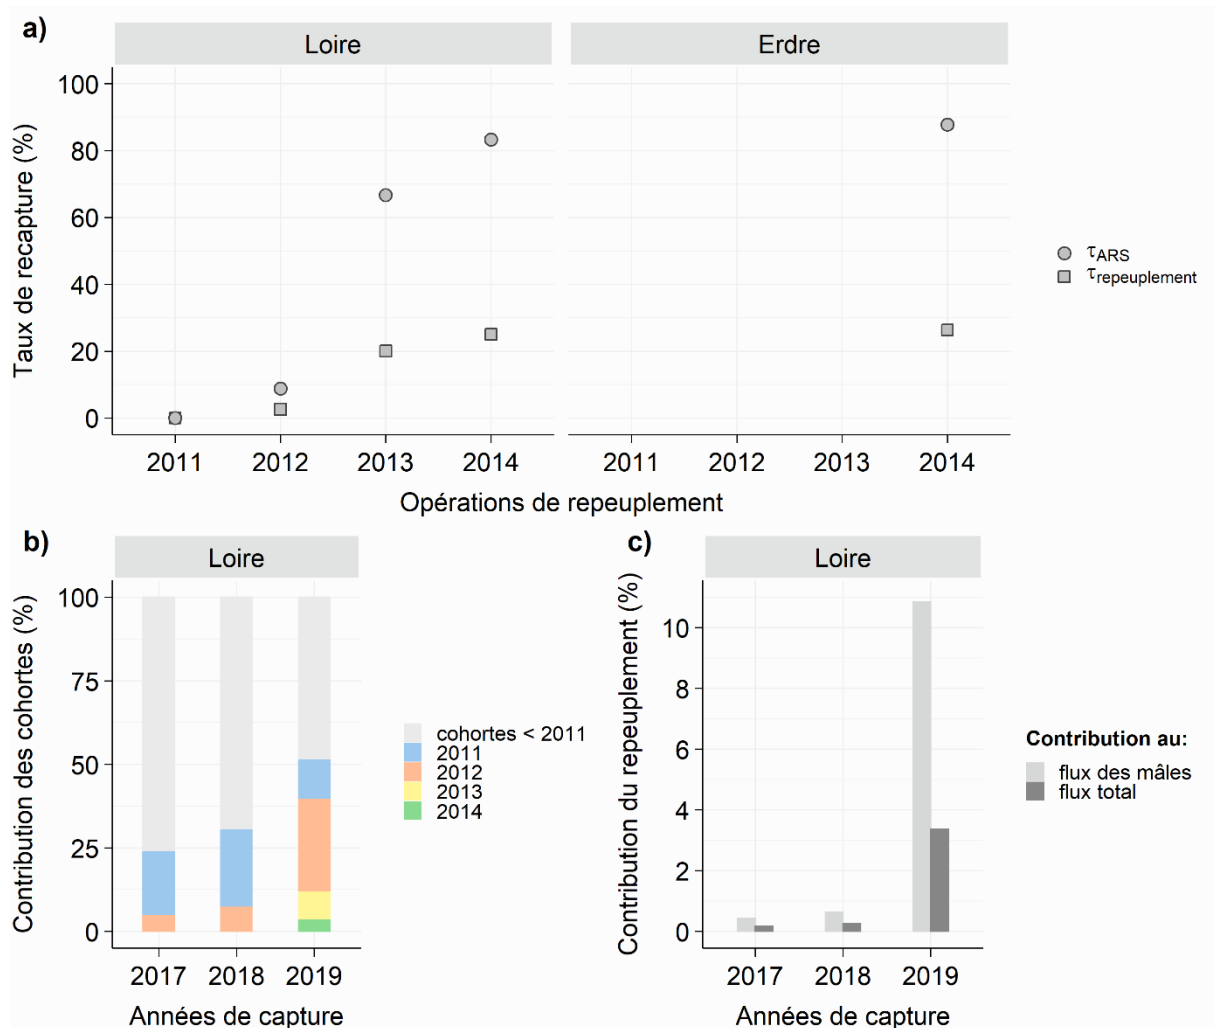 a)
Loire
Erdre
Taux de recapture (%)
100
80
60
40
20
0
2011 2012 2013 2014
2011 2012 2013 2014
Opérations de repeuplement
τARS
τrepeuplement
b)
Loire
Contribution des cohortes (%)
100
75
50
25
0
2017 2018 2019
Années de capture
cohortes < 2011
2011
2012
2013
2014
c)
Loire
Contribution du repeuplement (%)
10
8
6
4
2
0
2017 2018 2019
Années de capture
Contribution au:
flux des mâles
flux total